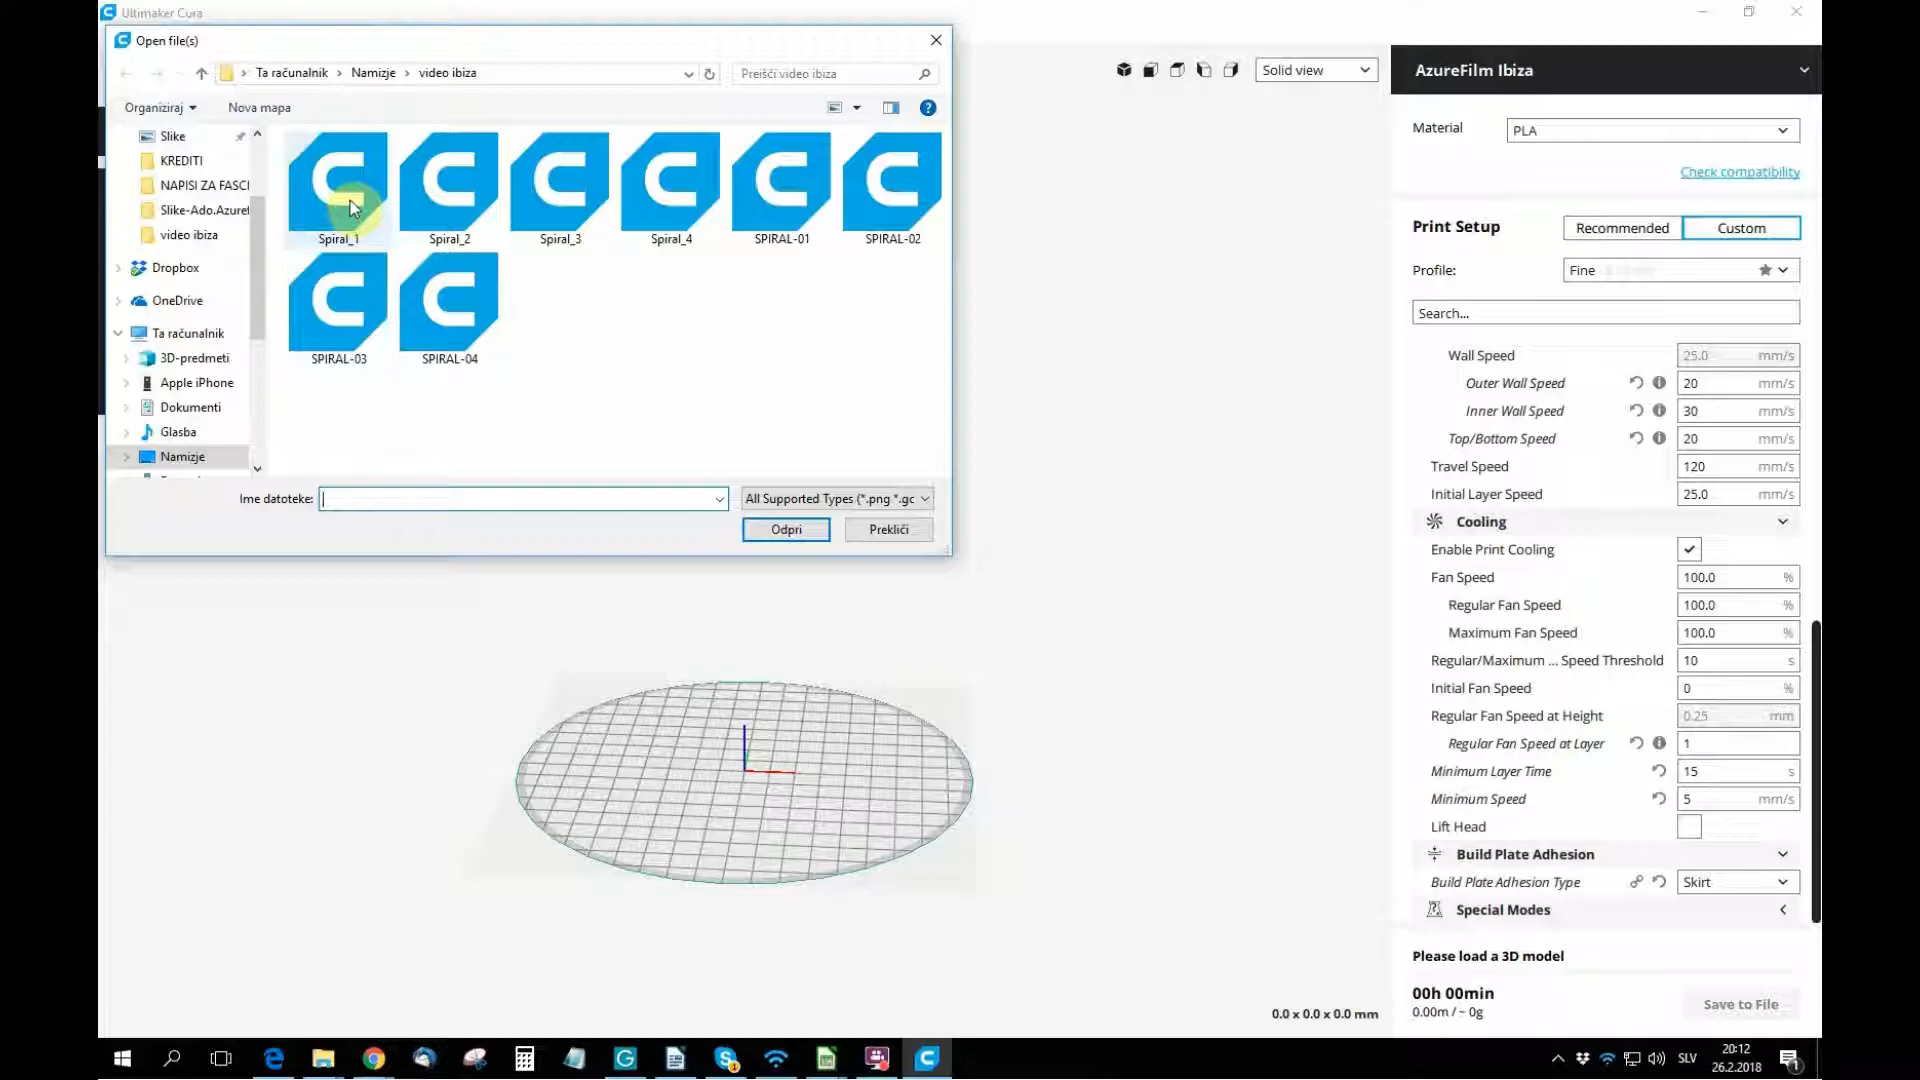 Ultimaker Cura
Open file(s)
Ta računalnik > Namizje > video ibiza
Preišči video ibiza
Organiziraj
Nova mapa
Slike
KREDITI
NAPISI ZA FASCI
Slike-Ado.Azuref
video ibiza
Dropbox
OneDrive
Ta računalnik
3D-predmeti
Apple iPhone
Dokumenti
Glasba
Namizje
Spiral_1
Spiral_2
Spiral_3
Spiral_4
SPIRAL-01
SPIRAL-02
SPIRAL-03
SPIRAL-04
Ime datoteke:
All Supported Types (*.png *.gc
Odpri
Prekliči
Solid view
AzureFilm Ibiza
Material
PLA
Check compatibility
Print Setup
Recommended
Custom
Profile:
Fine
Search...
Wall Speed 25.0 mm/s
Outer Wall Speed 20 mm/s
Inner Wall Speed 30 mm/s
Top/Bottom Speed 20 mm/s
Travel Speed 120 mm/s
Initial Layer Speed 25.0 mm/s
Cooling
Enable Print Cooling
Fan Speed 100.0 %
Regular Fan Speed 100.0 %
Maximum Fan Speed 100.0 %
Regular/Maximum ... Speed Threshold 10 s
Initial Fan Speed 0 %
Regular Fan Speed at Height 0.25 mm
Regular Fan Speed at Layer 1
Minimum Layer Time 15 s
Minimum Speed 5 mm/s
Lift Head
Build Plate Adhesion
Build Plate Adhesion Type Skirt
Special Modes
Please load a 3D model
00h 00min
0.00m / ~ 0g
Save to File
0.0 x 0.0 x 0.0 mm
SLV
20:12
26.2.2018